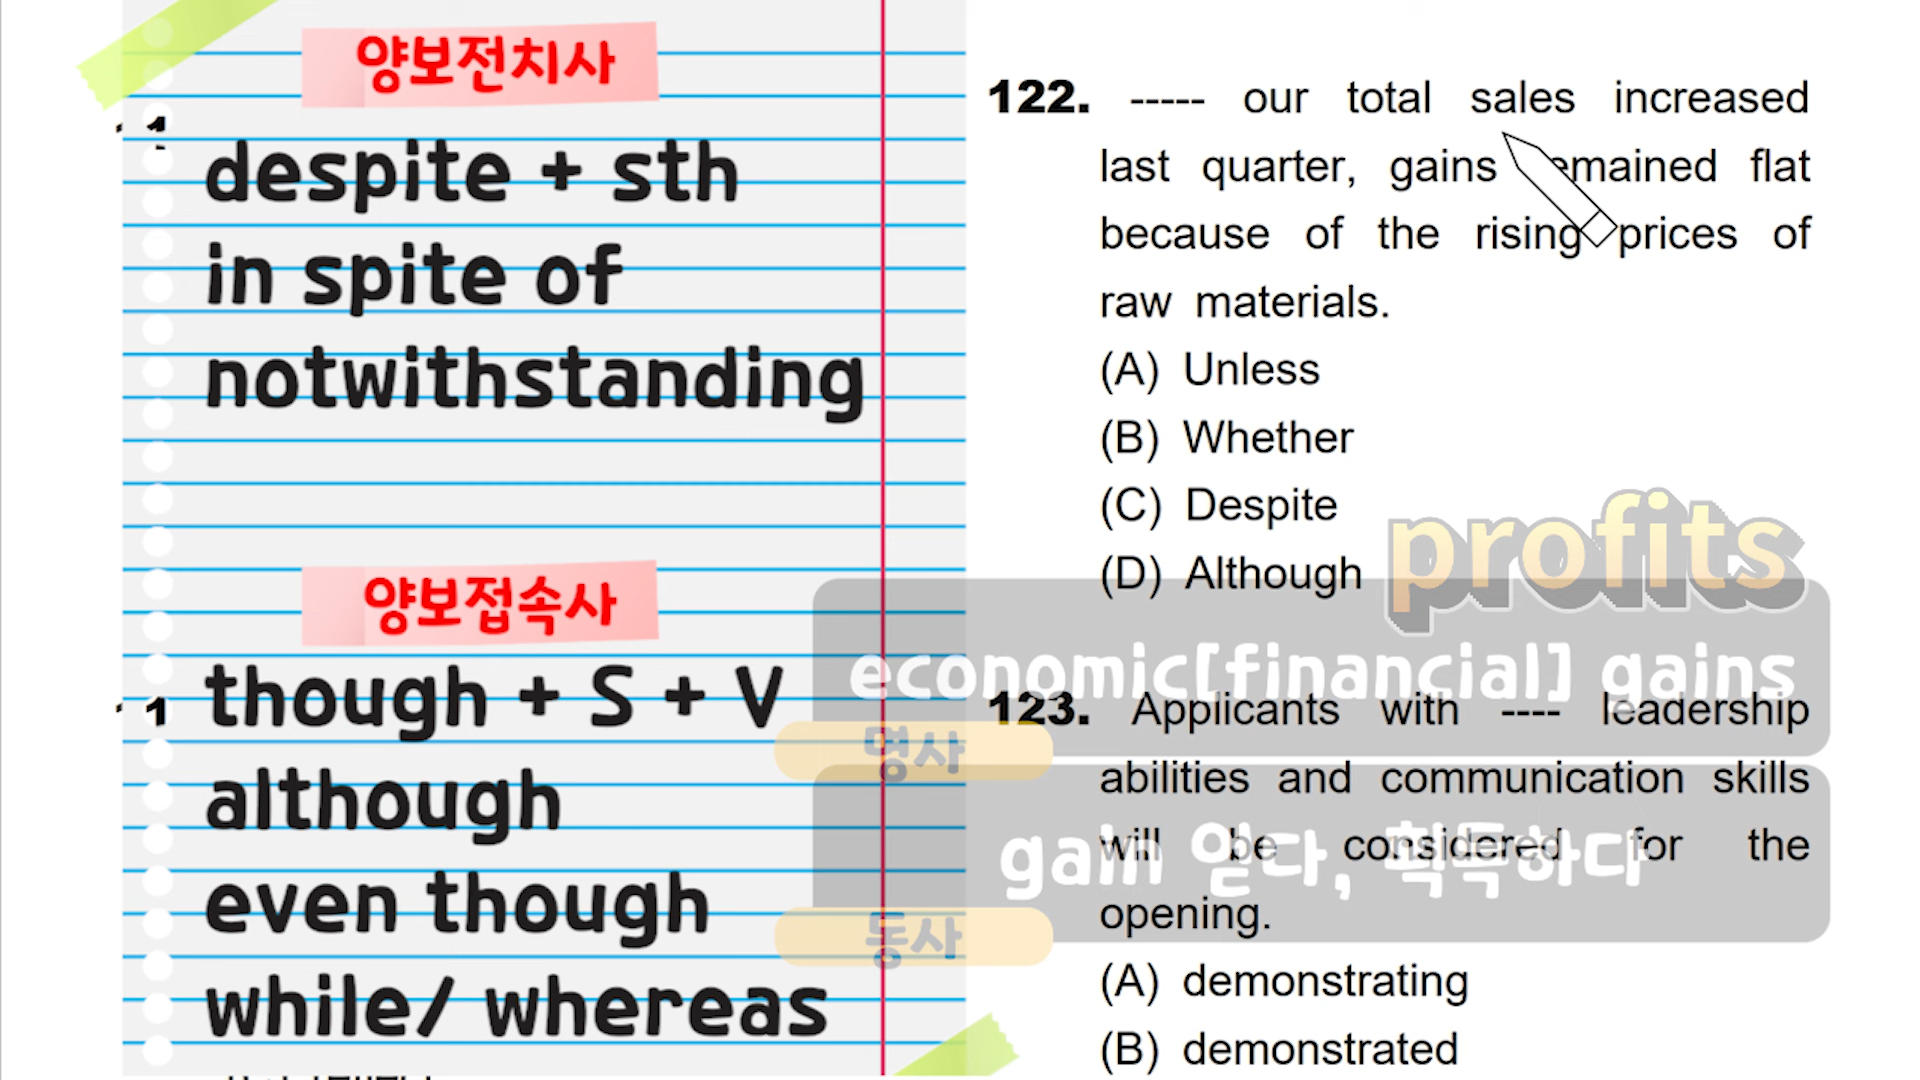 양보전치사
despite + sth
in spite of
notwithstanding
양보접속사
though + S + V
although
even though
while/ whereas
122. ----- our total sales increased
last quarter, gains remained flat
because of the rising prices of
raw materials.
(A) Unless
(B) Whether
(C) Despite
(D) Although
profits
economic[financial] gains
명사
gain 얻다, 획득하다
동사
123. Applicants with ---- leadership
abilities and communication skills
will be considered for the
opening.
(A) demonstrating
(B) demonstrated